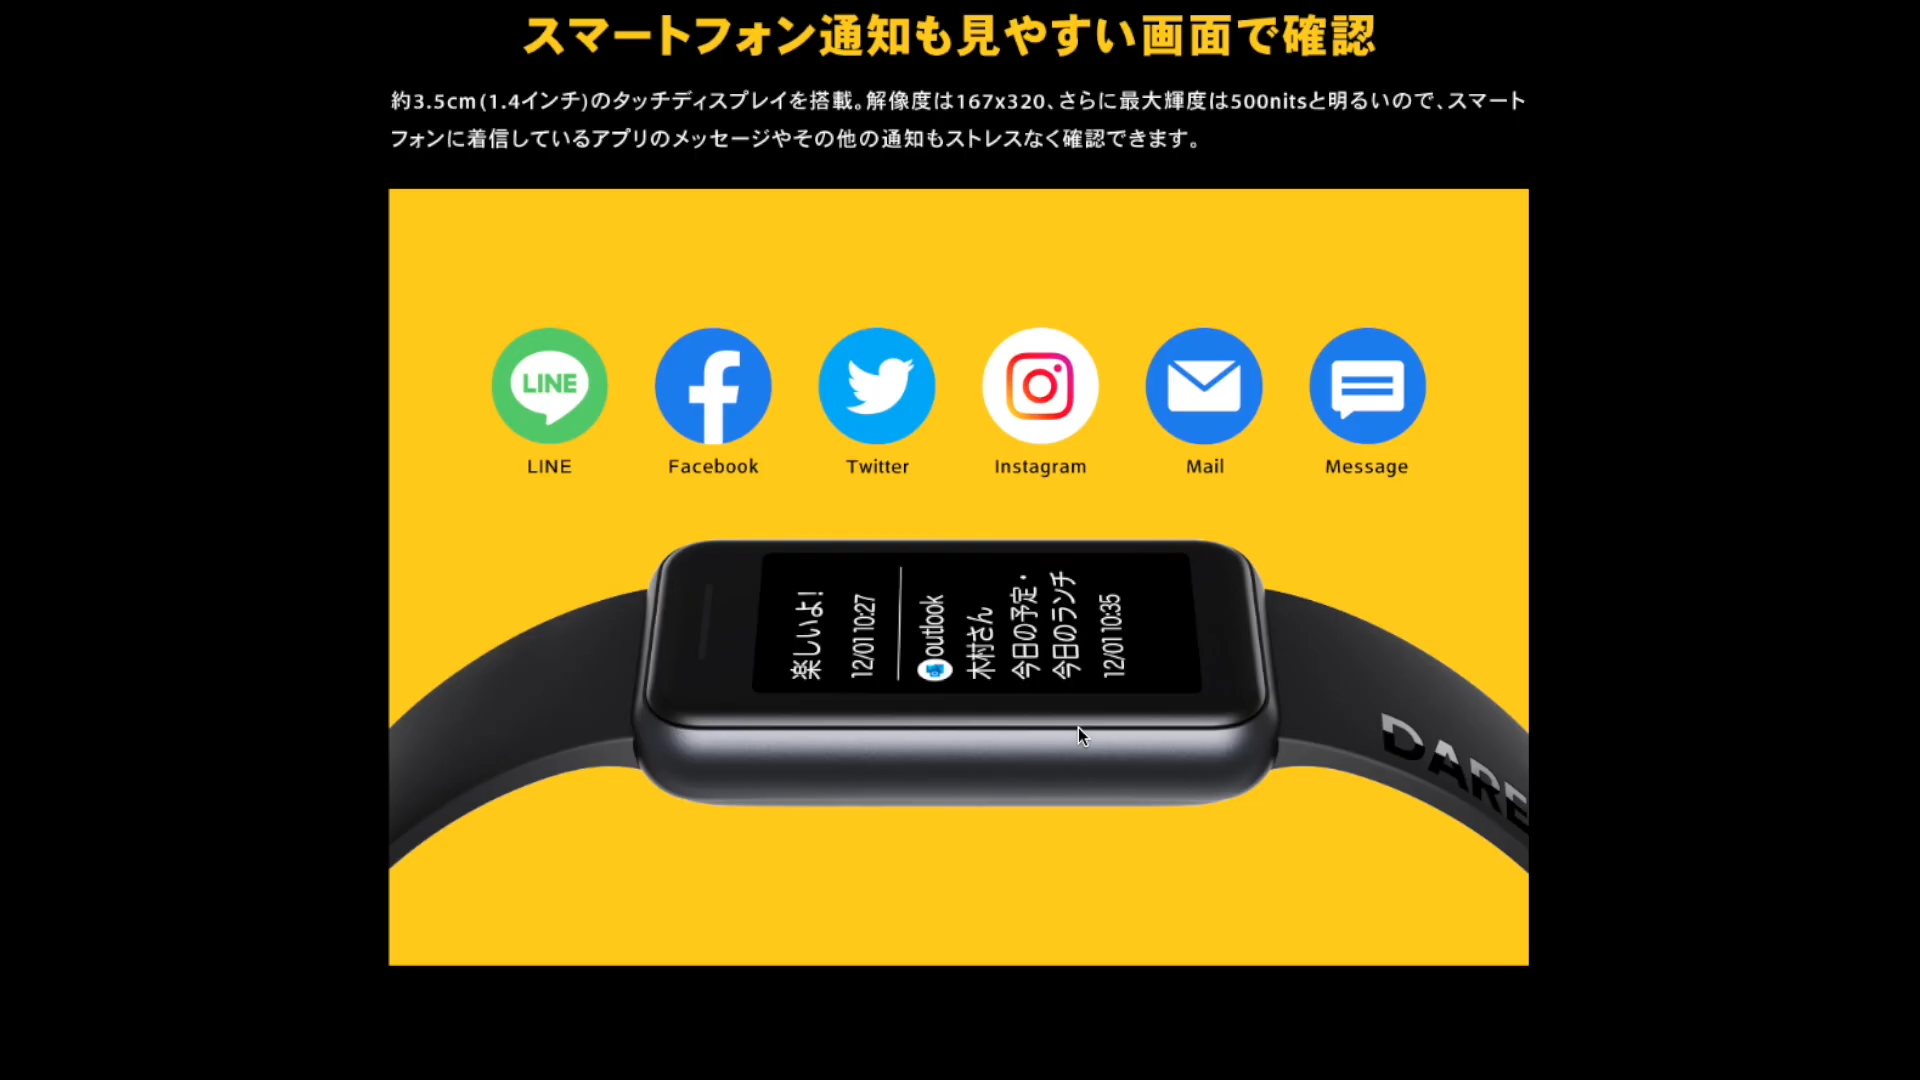 スマートフォン通知も見やすい画面で確認
約3.5cm(1.4インチ)のタッチディスプレイを搭載。解像度は167x320、さらに最大輝度は500nitsと明るいので、スマート
フォンに着信しているアプリのメッセージやその他の通知もストレスなく確認できます。
LINE
LINE
Facebook
Twitter
Instagram
Mail
Message
楽しいよ!
12/01 10:27
outlook
木村さん
今日の予定・
今日のランチ
12/01 10:35
DARE